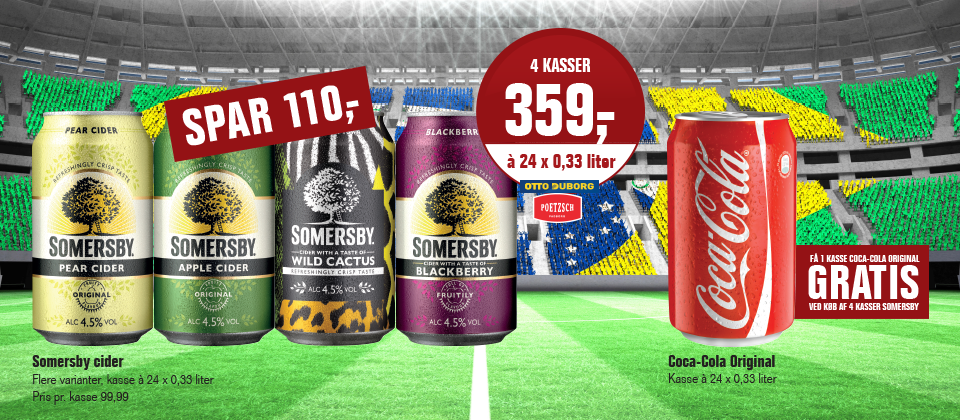 SPAR 110,-
4 KASSER
359,-
à 24 x 0,33 liter
OTTO DUBORG
POETZSCH
PEAR CIDER
REFRESHINGLY CRISP TASTE
SOMERSBY.
PEAR CIDER
ORIGINAL
ALC 4.5% VOL
REFRESHINGLY CRISP TASTE
SOMERSBY.
APPLE CIDER
ORIGINAL
ALC 4.5% VOL
SOMERSBY.
CIDER WITH A TASTE OF
WILD CACTUS
REFRESHINGLY CRISP TASTE
ALC 4.5% VOL
BLACKBERR
REFRESHINGLY CRISP TASTE
SOMERSBY.
CIDER WITH A TASTE OF
BLACKBERRY
FRUITILY
ALC 4.5% VOL
Coca-Cola
FÅ 1 KASSE COCA-COLA ORIGINAL
GRATIS
VED KØB AF 4 KASSER SOMERSBY
Somersby cider
Flere varianter, kasse à 24 x 0,33 liter
Pris pr. kasse 99,99
Coca-Cola Original
Kasse à 24 x 0,33 liter